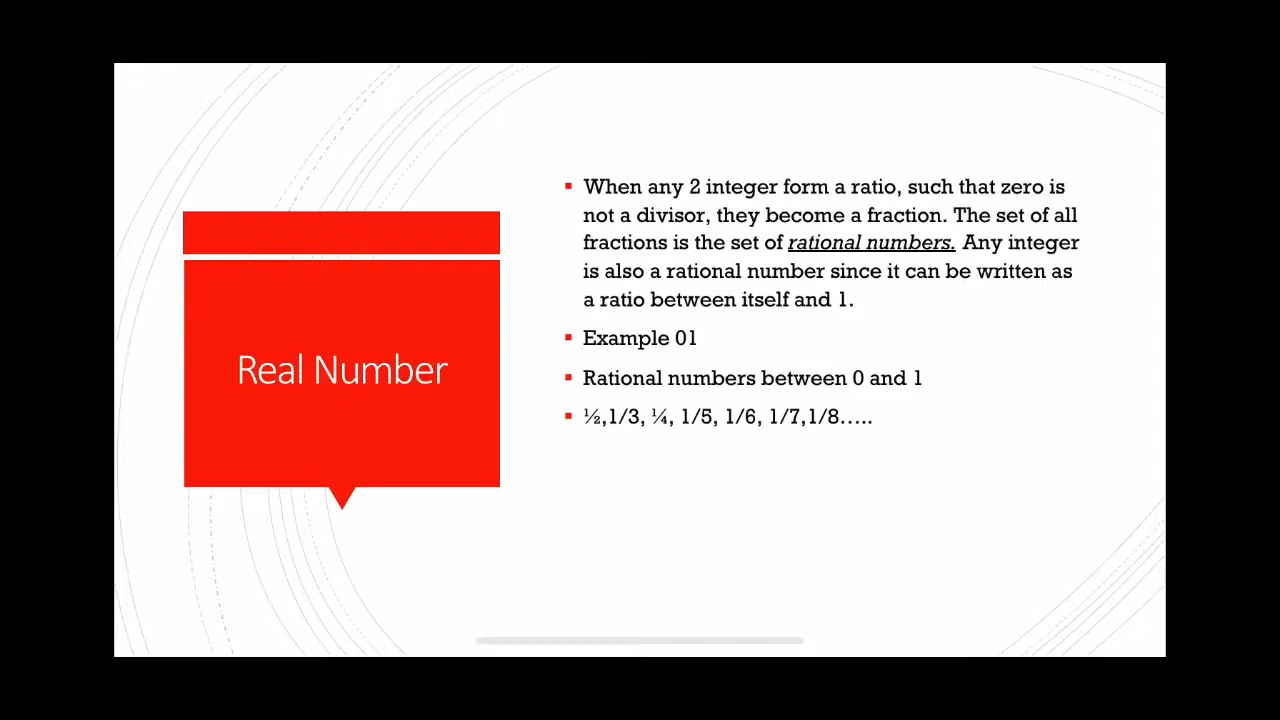 Real Number
When any 2 integer form a ratio, such that zero is
not a divisor, they become a fraction. The set of all
fractions is the set of rational numbers. Any integer
is also a rational number since it can be written as
a ratio between itself and 1.
Example 01
Rational numbers between 0 and 1
½,1/3, ¼, 1/5, 1/6, 1/7,1/8…..